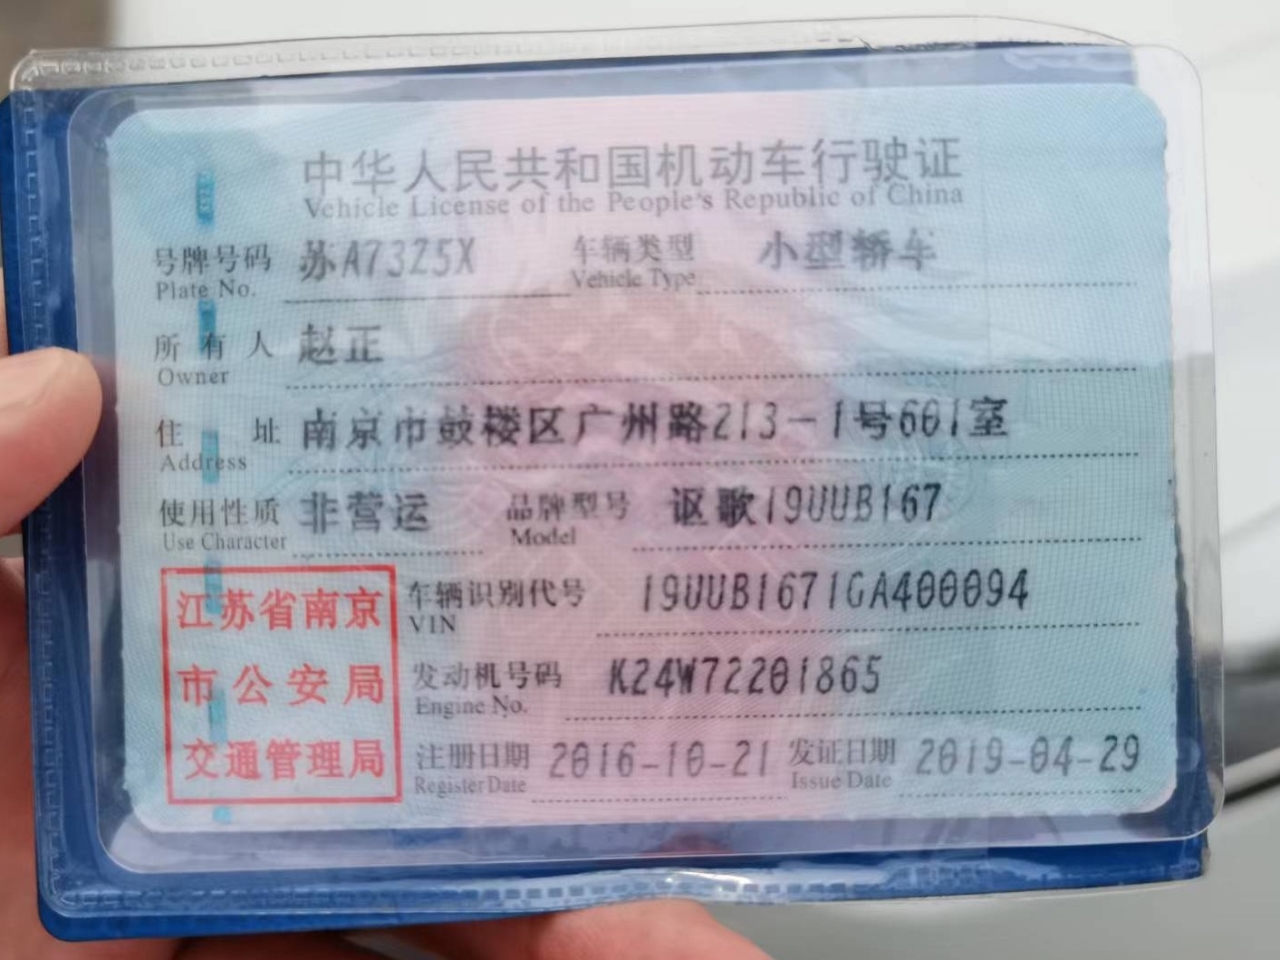 中华人民共和国机动车行驶证
Vehicle License of the People's Republic of China
号牌号码 苏A73Z5X 车辆类型 小型轿车
Plate No. Vehicle Type
所有人 赵正
Owner
住址 南京市鼓楼区广州路213-1号601室
Address
使用性质 非营运 品牌型号 讴歌19UUB167
Use Character Model
江苏省南京
市公安局
交通管理局
车辆识别代号 19UUB1671GA400094
VIN
发动机号码 K24W72201865
Engine No.
注册日期 2016-10-21 发证日期 2019-04-29
Register Date Issue Date